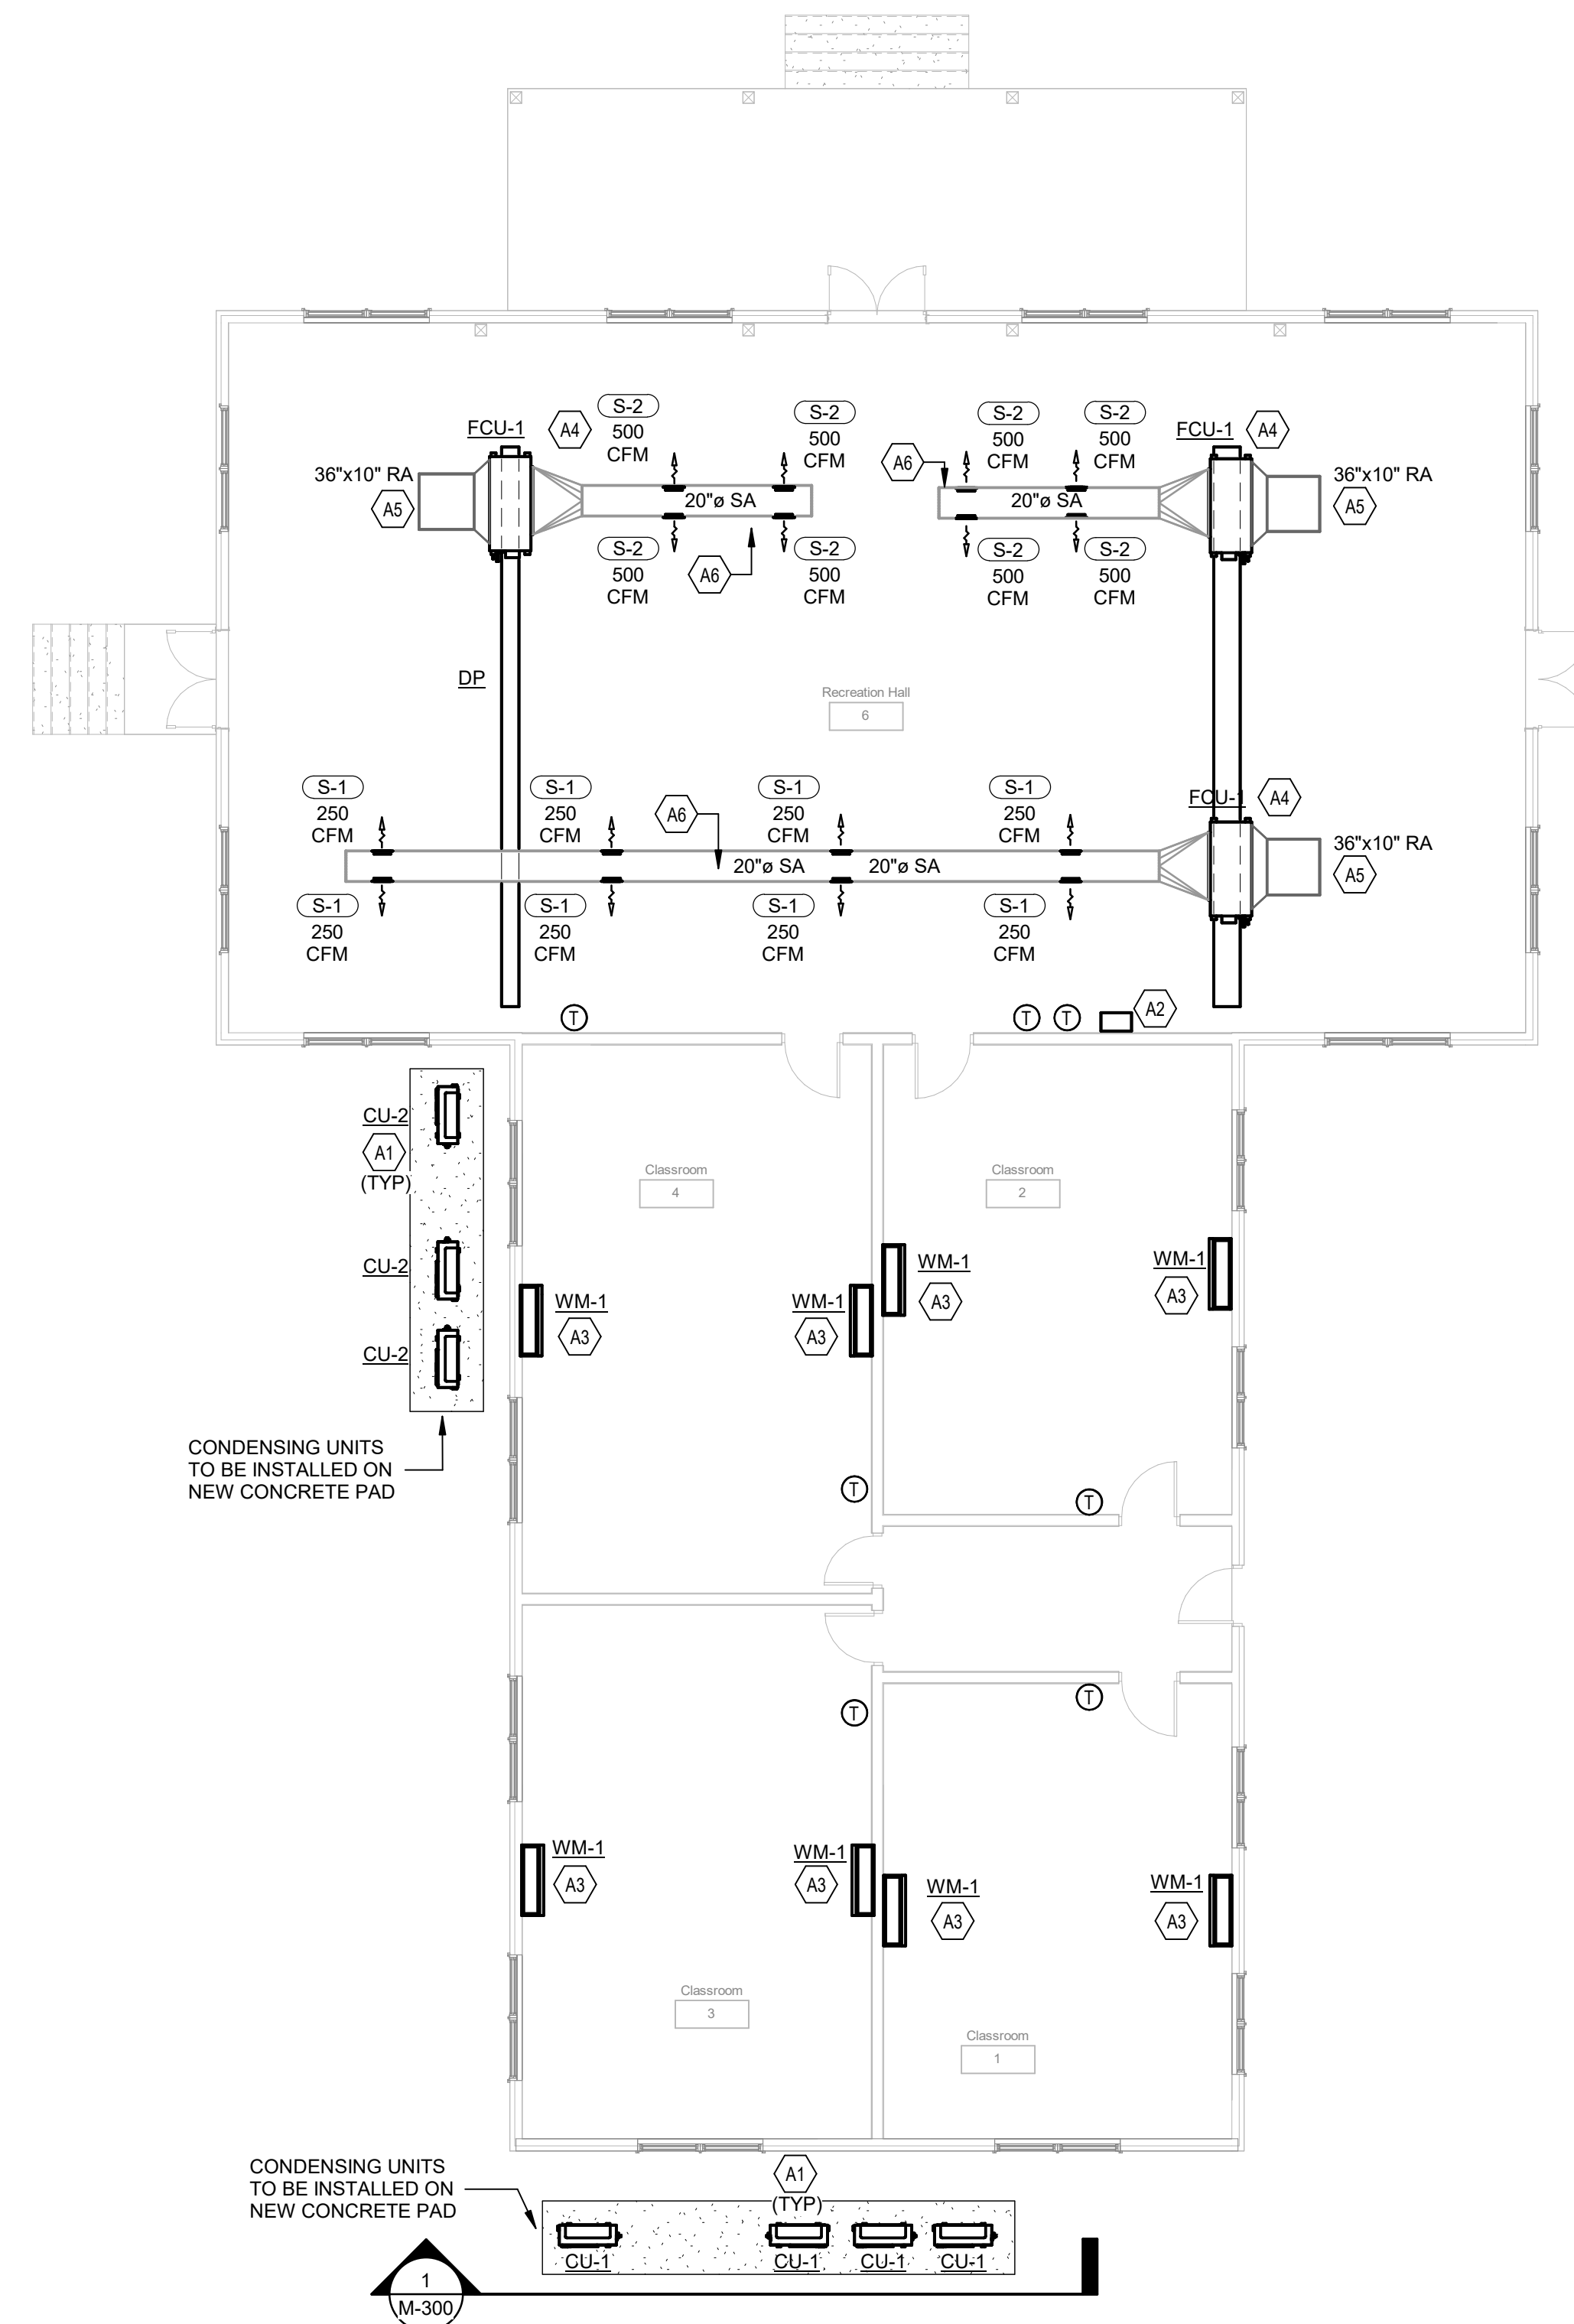 FCU-1
A4
S-2
500
CFM
S-2
500
CFM
S-2
500
CFM
S-2
500
CFM
FCU-1
A4
36"x10" RA
A5
20"ø SA
A6
20"ø SA
36"x10" RA
A5
S-2
500
CFM
A6
S-2
500
CFM
S-2
500
CFM
S-2
500
CFM
DP
Recreation Hall
6
S-1
250
CFM
S-1
250
CFM
A6
S-1
250
CFM
S-1
250
CFM
FCU-1
A4
20"ø SA
20"ø SA
36"x10" RA
A5
S-1
250
CFM
S-1
250
CFM
S-1
250
CFM
S-1
250
CFM
T
T
T
A2
CU-2
A1
(TYP)
CU-2
CU-2
CONDENSING UNITS
TO BE INSTALLED ON
NEW CONCRETE PAD
Classroom
4
Classroom
2
WM-1
A3
WM-1
A3
WM-1
A3
WM-1
A3
T
T
T
T
WM-1
A3
WM-1
A3
WM-1
A3
WM-1
A3
Classroom
3
Classroom
1
CONDENSING UNITS
TO BE INSTALLED ON
NEW CONCRETE PAD
A1
(TYP)
CU-1
CU-1
CU-1
CU-1
1
M-300